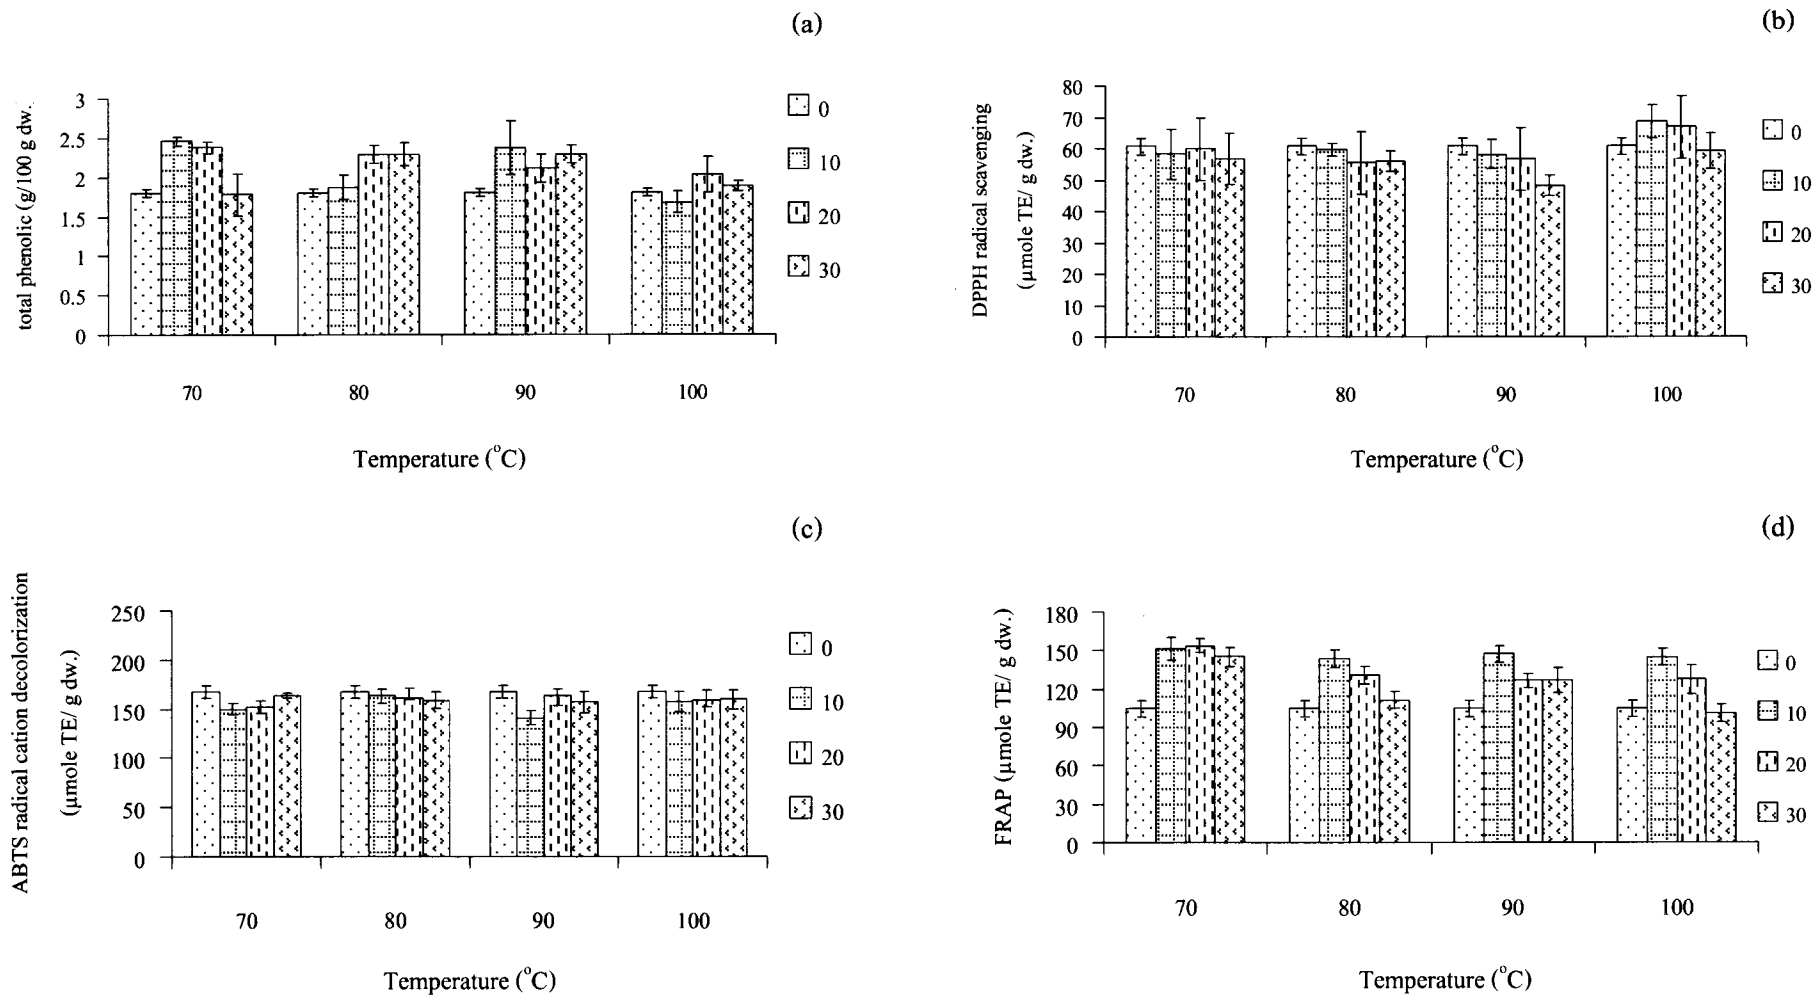 (a)
total phenolic (g/100 g dw.
3
2.5
2
1.5
1
0.5
0
70 80 90 100
Temperature (°C)
0
10
20
30
(b)
DPPH radical scavenging
(μmole TE/ g dw.)
80
70
60
50
40
30
20
10
0
70 80 90 100
Temperature (°C)
0
10
20
30
(c)
ABTS radical cation decolorization
(μmole TE/ g dw.)
250
200
150
100
50
0
70 80 90 100
Temperature (°C)
0
10
20
30
(d)
FRAP (μmole TE/ g dw.)
180
150
120
90
60
30
0
70 80 90 100
Temperature (°C)
0
10
20
30